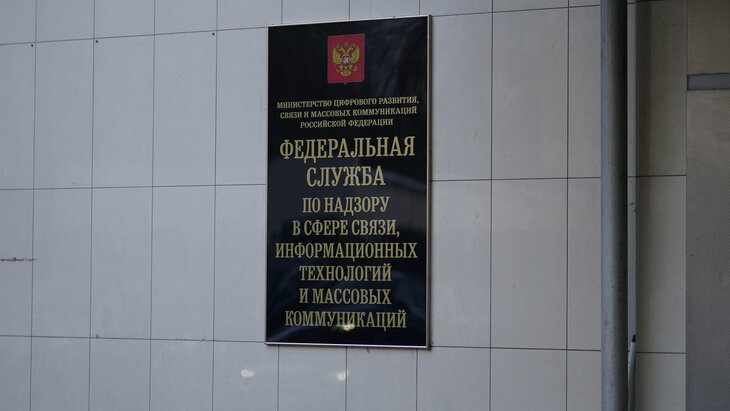 МИНИСТЕРСТВО ЦИФРОВОГО РАЗВИТИЯ,
СВЯЗИ И МАССОВЫХ КОММУНИКАЦИЙ
РОССИЙСКОЙ ФЕДЕРАЦИИ
ФЕДЕРАЛЬНАЯ
СЛУЖБА
ПО НАДЗОРУ
В СФЕРЕ СВЯЗИ,
ИНФОРМАЦИОННЫХ
ТЕХНОЛОГИЙ
И МАССОВЫХ
КОММУНИКАЦИЙ